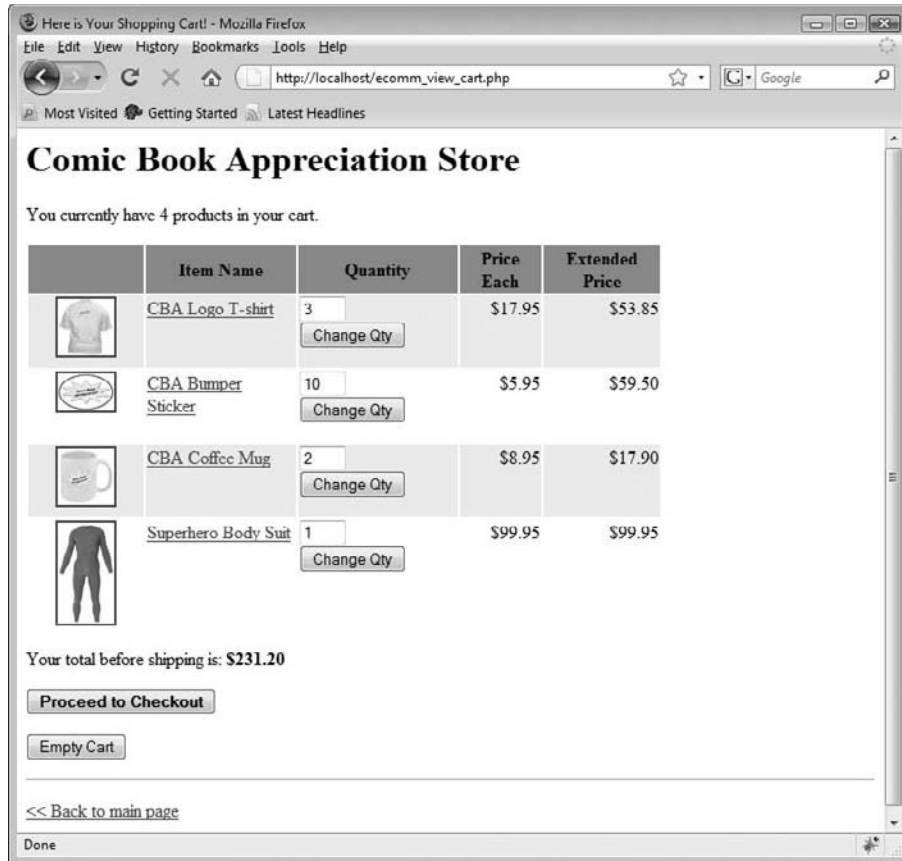 Here is Your Shopping Cart! - Mozilla Firefox
File Edit View History Bookmarks Tools Help
http://localhost/ecomm_view_cart.php
Google
Most Visited Getting Started Latest Headlines
Comic Book Appreciation Store
You currently have 4 products in your cart.
Item Name Quantity Price Each Extended Price
CBA Logo T-shirt 3 $17.95 $53.85
Change Qty
CBA Bumper Sticker 10 $5.95 $59.50
Change Qty
CBA Coffee Mug 2 $8.95 $17.90
Change Qty
Superhero Body Suit 1 $99.95 $99.95
Change Qty
Your total before shipping is: $231.20
Proceed to Checkout
Empty Cart
<< Back to main page
Done